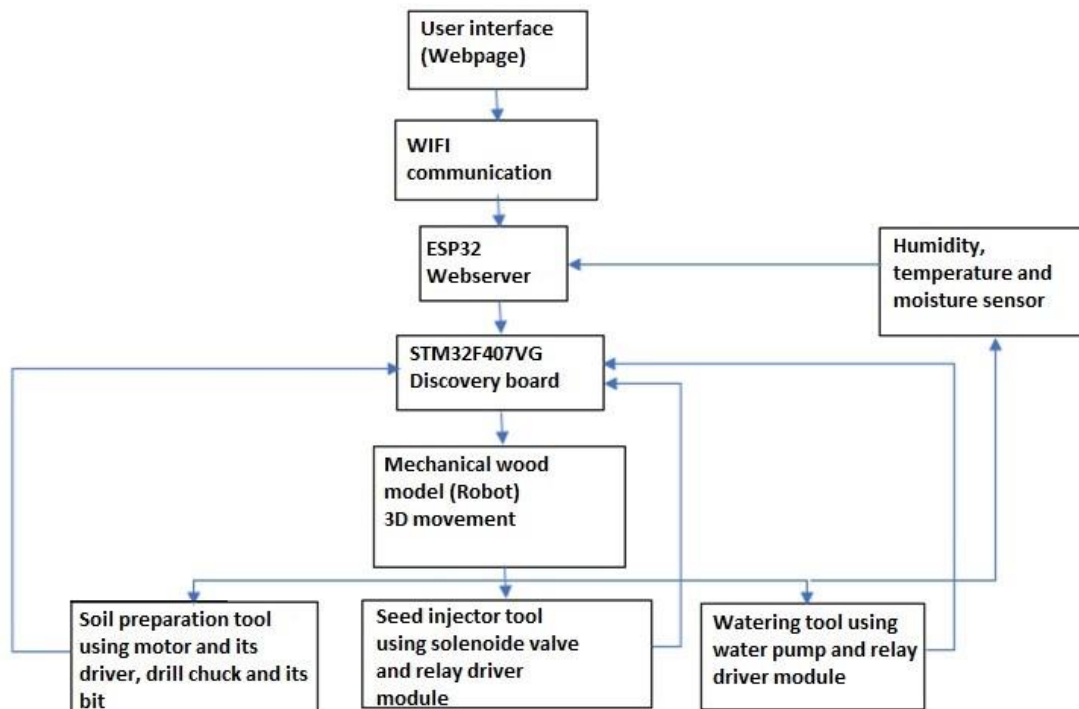 User interface
(Webpage)
WIFI
communication
ESP32
Webserver
Humidity,
temperature and
moisture sensor
STM32F407VG
Discovery board
Mechanical wood
model (Robot)
3D movement
Soil preparation tool
using motor and its
driver, drill chuck and its
bit
Seed injector tool
using solenoide valve
and relay driver
module
Watering tool using
water pump and relay
driver module